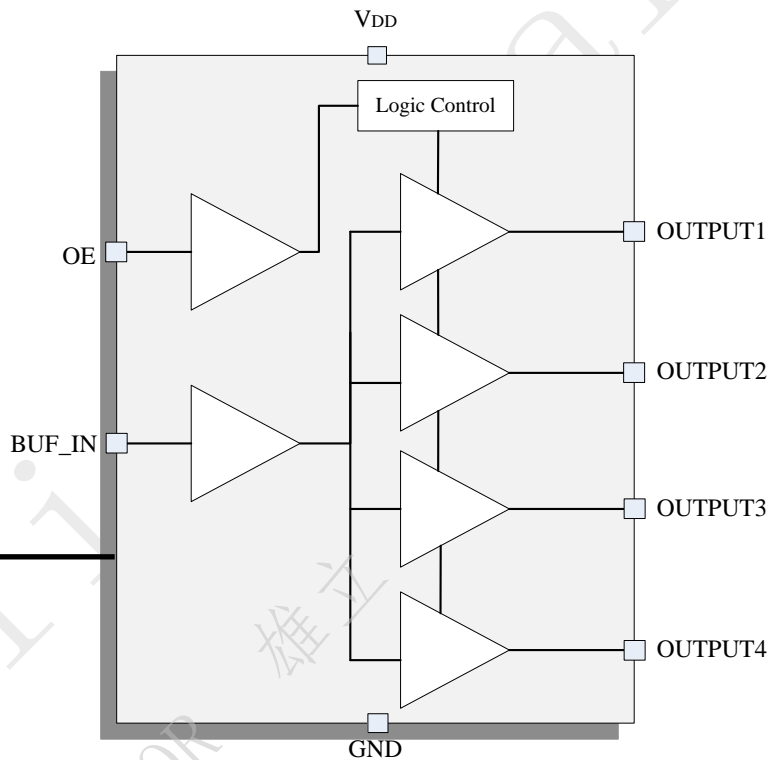 VDD
Logic Control
OE
OUTPUT1
OUTPUT2
BUF_IN
OUTPUT3
雄立
OUTPUT4
GND